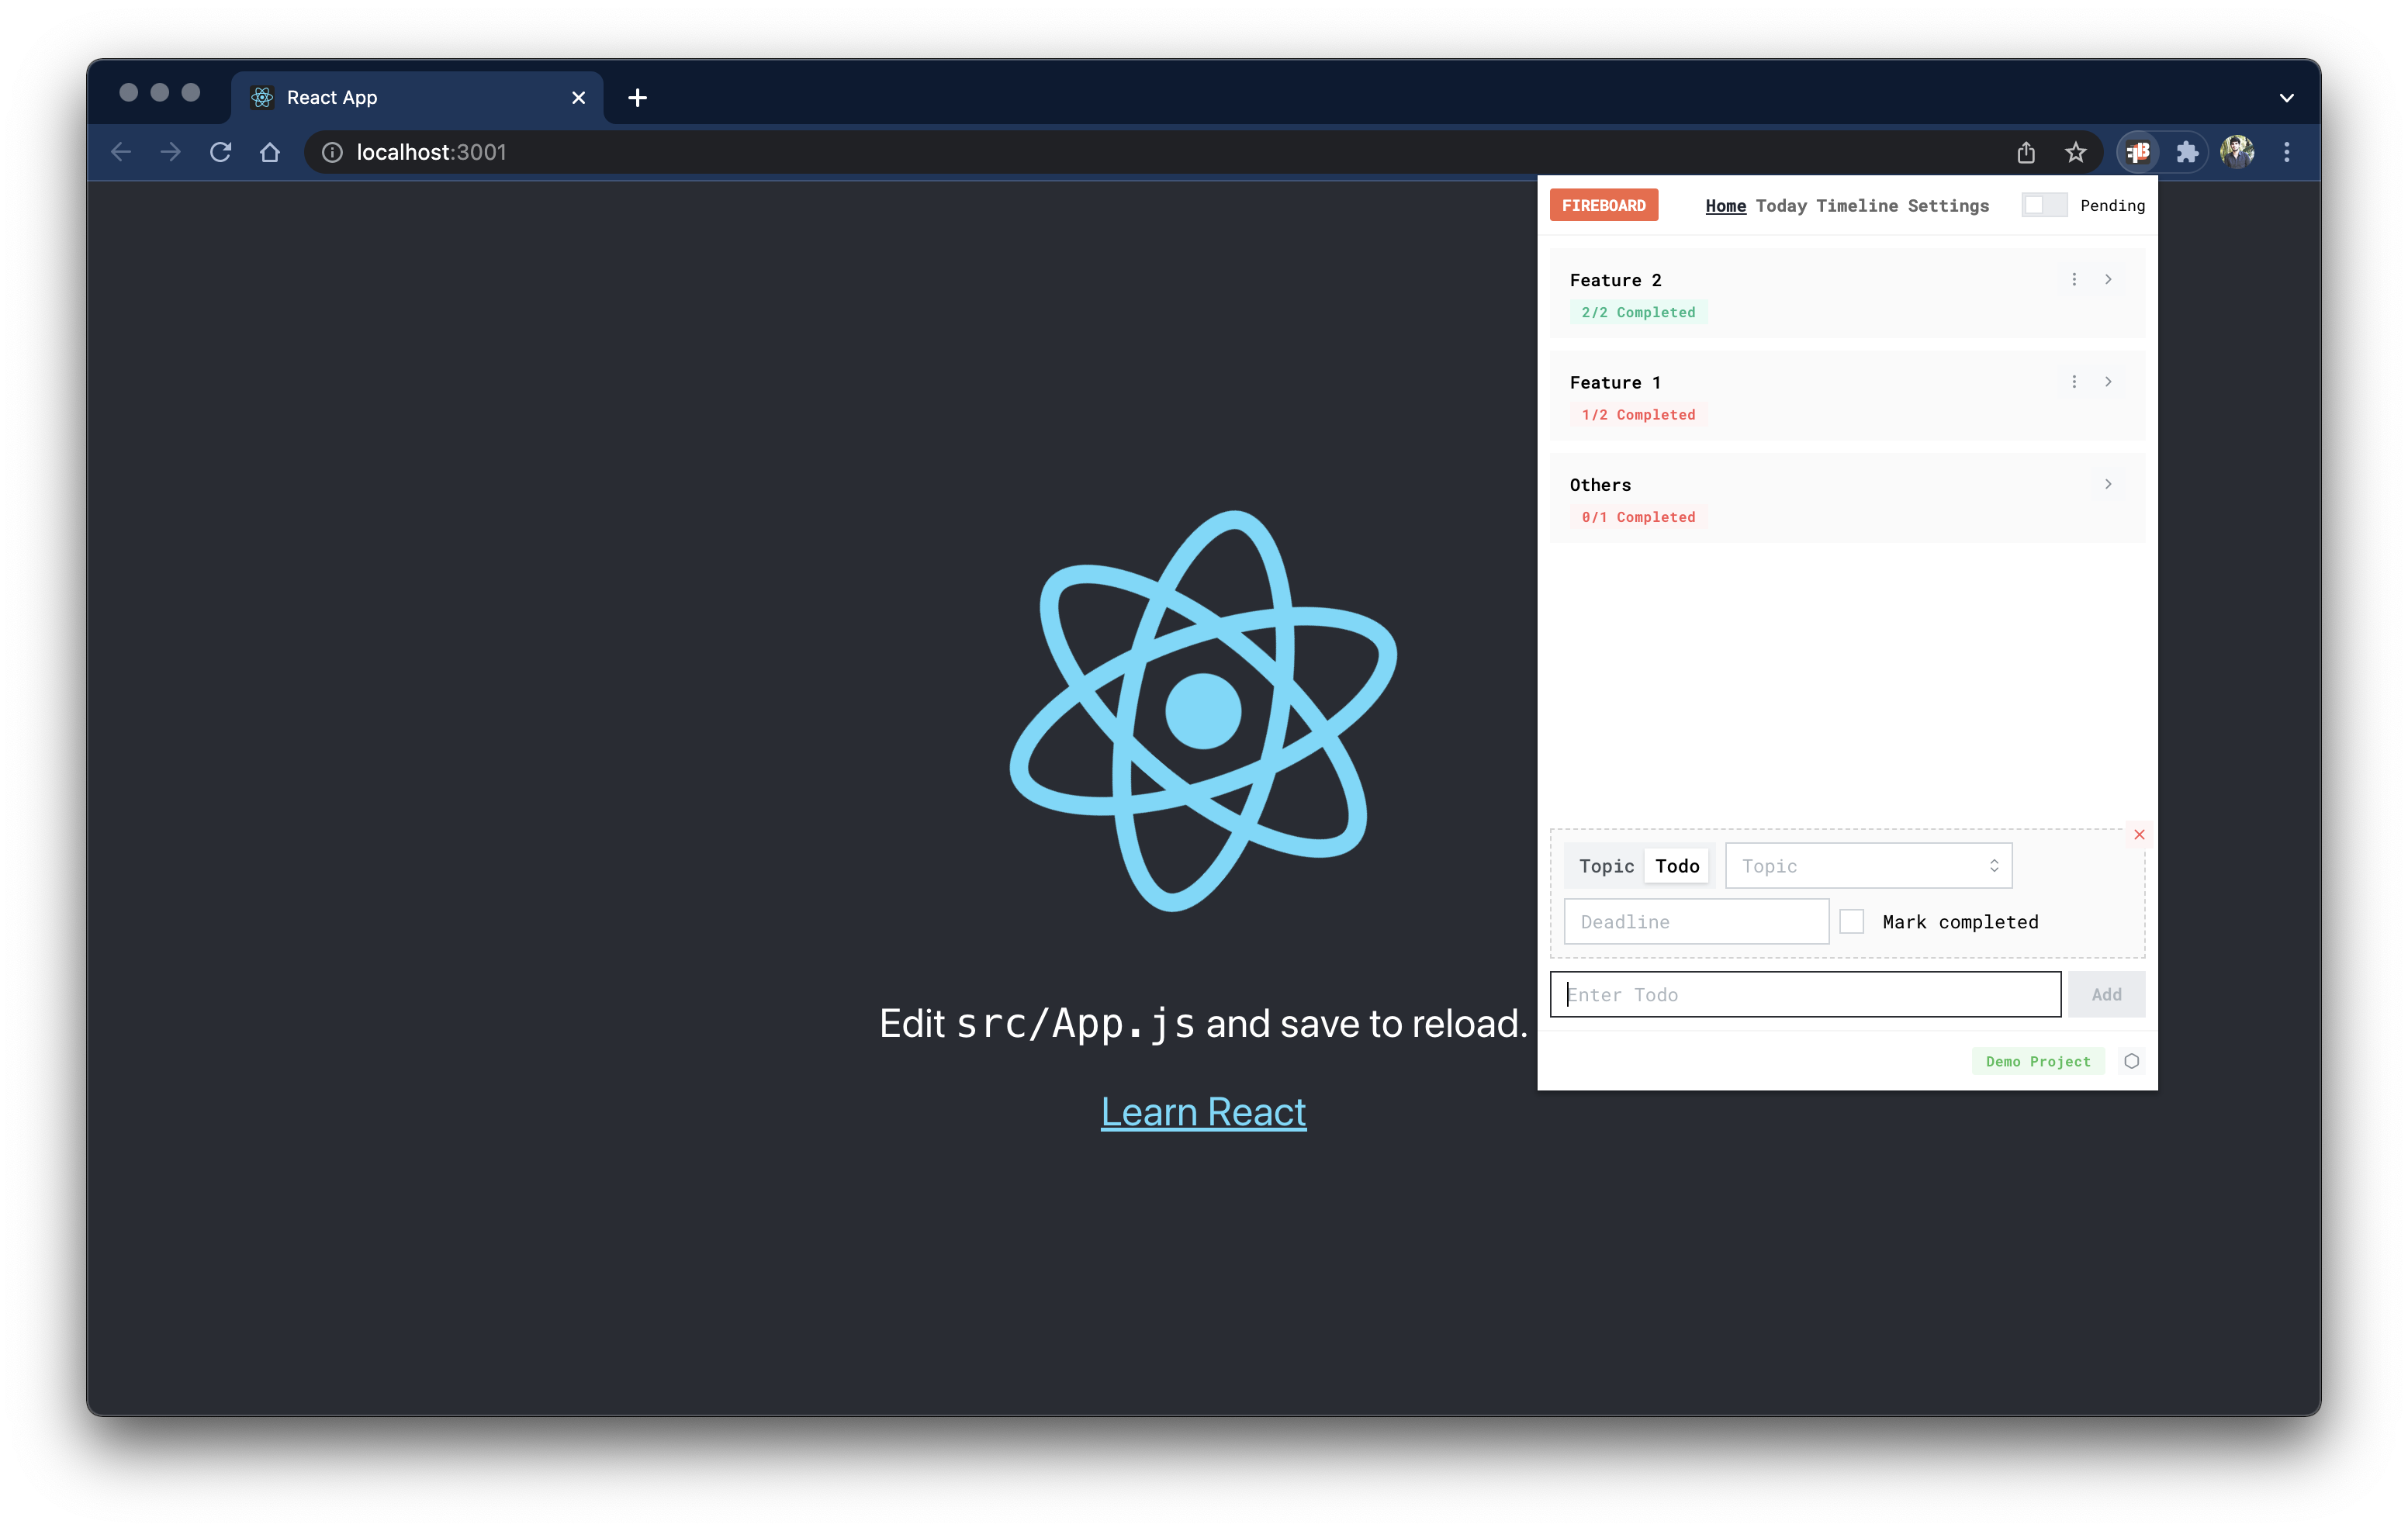 React App
localhost:3001
FIREBOARD Home Today Timeline Settings Pending
Feature 2
2/2 Completed
Feature 1
1/2 Completed
Others
0/1 Completed
Topic Todo Topic
Deadline Mark completed
Enter Todo Add
Demo Project
Edit src/App.js and save to reload.
Learn React